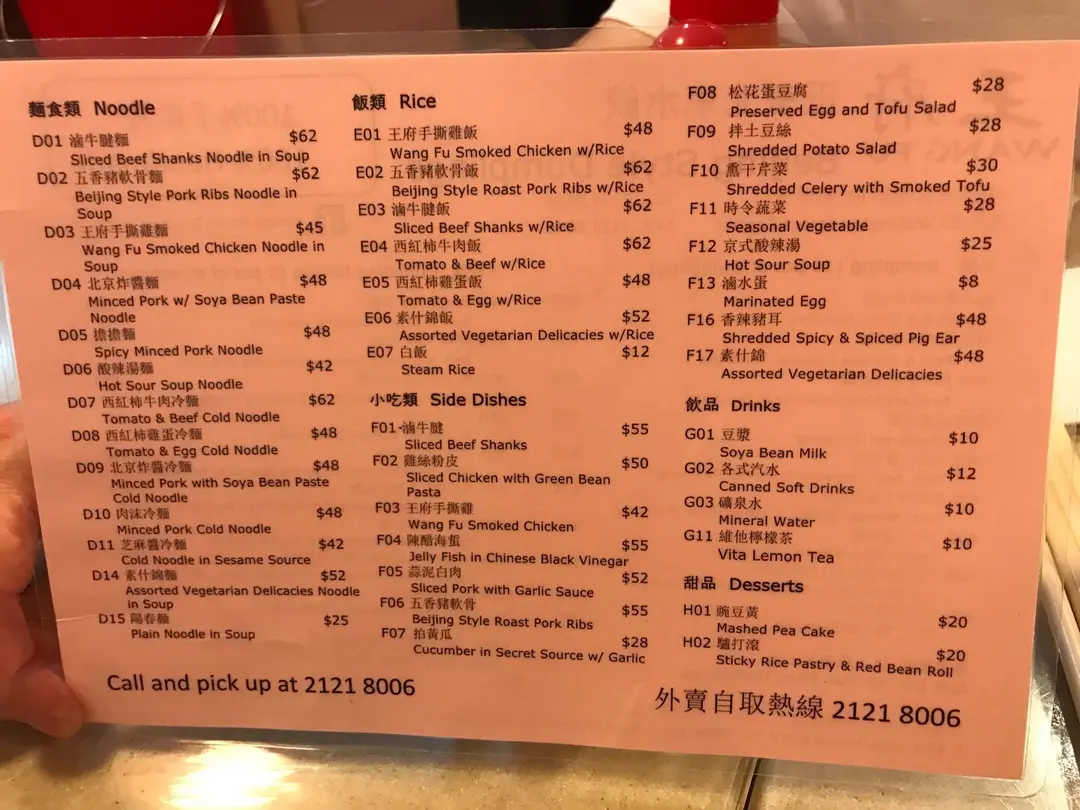 麵食類 Noodle
D01 滷牛腱麵 $62
Sliced Beef Shanks Noodle in Soup
D02 五香豬軟骨麵 $62
Beijing Style Pork Ribs Noodle in
Soup
D03 王府手撕雞麵 $45
Wang Fu Smoked Chicken Noodle in
Soup
D04 北京炸醬麵 $48
Minced Pork w/ Soya Bean Paste
Noodle
D05 擔擔麵 $48
Spicy Minced Pork Noodle
D06 酸辣湯麵 $42
Hot Sour Soup Noodle
D07 西紅柿牛肉冷麵 $62
Tomato & Beef Cold Noodle
D08 西紅柿雞蛋冷麵 $48
Tomato & Egg Cold Noddle
D09 北京炸醬冷麵 $48
Minced Pork with Soya Bean Paste
Cold Noodle
D10 肉沫冷麵 $48
Minced Pork Cold Noodle
D11 芝麻醬冷麵 $42
Cold Noodle in Sesame Source
D14 素什錦麵 $52
Assorted Vegetarian Delicacies Noodle
in Soup
D15 陽春麵 $25
Plain Noodle in Soup
飯類 Rice
E01 王府手撕雞飯 $48
Wang Fu Smoked Chicken w/Rice
E02 五香豬軟骨飯 $62
Beijing Style Roast Pork Ribs w/Rice
E03 滷牛腱飯 $62
Sliced Beef Shanks w/Rice
E04 西紅柿牛肉飯 $62
Tomato & Beef w/Rice
E05 西紅柿雞蛋飯 $48
Tomato & Egg w/Rice
E06 素什錦飯 $52
Assorted Vegetarian Delicacies w/Rice
E07 白飯 $12
Steam Rice
小吃類 Side Dishes
F01 滷牛腱 $55
Sliced Beef Shanks
F02 雞絲粉皮 $50
Sliced Chicken with Green Bean
Pasta
F03 王府手撕雞 $42
Wang Fu Smoked Chicken
F04 陳醋海蜇 $55
Jelly Fish in Chinese Black Vinegar
F05 蒜泥白肉 $52
Sliced Pork with Garlic Sauce
F06 五香豬軟骨 $55
Beijing Style Roast Pork Ribs
F07 拍黃瓜 $28
Cucumber in Secret Source w/ Garlic
F08 松花蛋豆腐 $28
Preserved Egg and Tofu Salad
F09 拌土豆絲 $28
Shredded Potato Salad
F10 熏干芹菜 $30
Shredded Celery with Smoked Tofu
F11 時令蔬菜 $28
Seasonal Vegetable
F12 京式酸辣湯 $25
Hot Sour Soup
F13 滷水蛋 $8
Marinated Egg
F16 香辣豬耳 $48
Shredded Spicy & Spiced Pig Ear
F17 素什錦 $48
Assorted Vegetarian Delicacies
飲品 Drinks
G01 豆漿 $10
Soya Bean Milk
G02 各式汽水 $12
Canned Soft Drinks
G03 礦泉水 $10
Mineral Water
G11 維他檸檬茶 $10
Vita Lemon Tea
甜品 Desserts
H01 豌豆黃 $20
Mashed Pea Cake
H02 驢打滾 $20
Sticky Rice Pastry & Red Bean Roll
Call and pick up at 2121 8006
外賣自取熱線 2121 8006